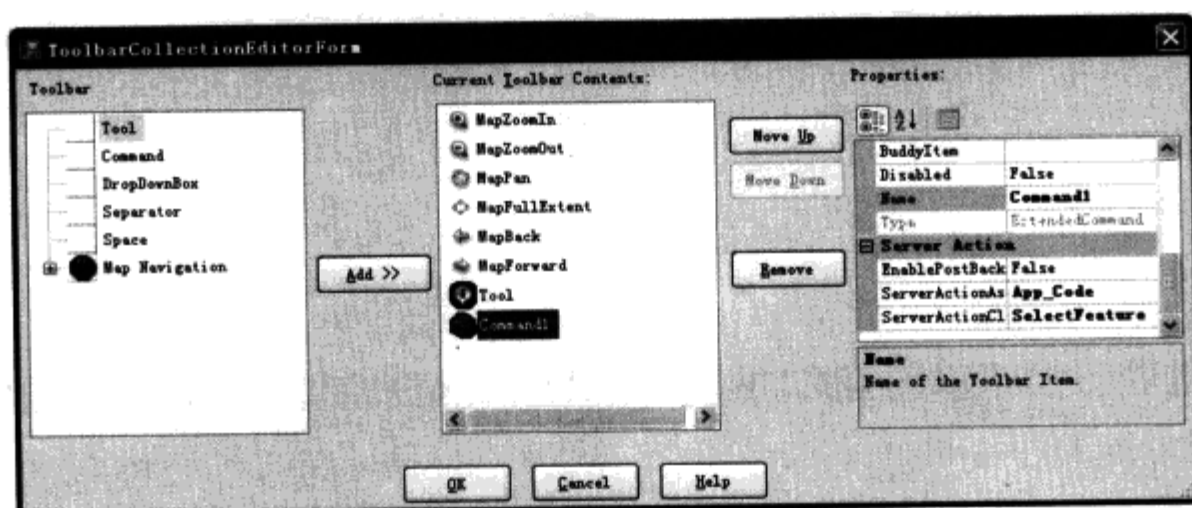 ToolbarCollectionEditorForm
Toolbar
Tool
Command
DropDownBox
Separator
Space
Map Navigation
Add >>
Current Toolbar Contents:
MapZoomIn
MapZoomOut
MapPan
MapFullExtent
MapBack
MapForward
Tool
Command1
Move Up
Move Down
Remove
Properties:
BuddyItem
Disabled False
Name Command1
Type ExtendedCommand
Server Action
EnablePostBack False
ServerActionAs App_Code
ServerActionCl SelectFeature
Name
Name of the Toolbar Item.
OK
Cancel
Help